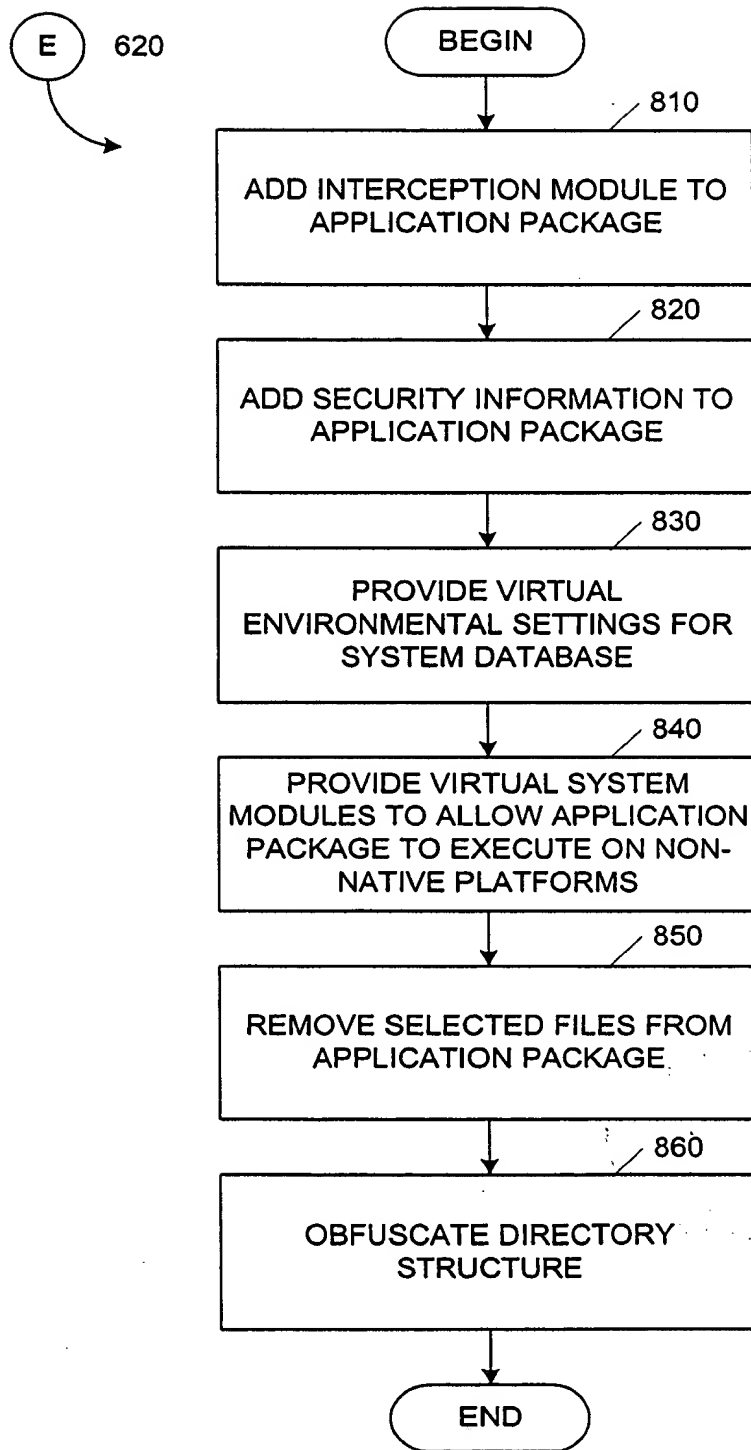 E 620
BEGIN
810
ADD INTERCEPTION MODULE TO
APPLICATION PACKAGE
820
ADD SECURITY INFORMATION TO
APPLICATION PACKAGE
830
PROVIDE VIRTUAL
ENVIRONMENTAL SETTINGS FOR
SYSTEM DATABASE
840
PROVIDE VIRTUAL SYSTEM
MODULES TO ALLOW APPLICATION
PACKAGE TO EXECUTE ON NON-
NATIVE PLATFORMS
850
REMOVE SELECTED FILES FROM
APPLICATION PACKAGE
860
OBFUSCATE DIRECTORY
STRUCTURE
END